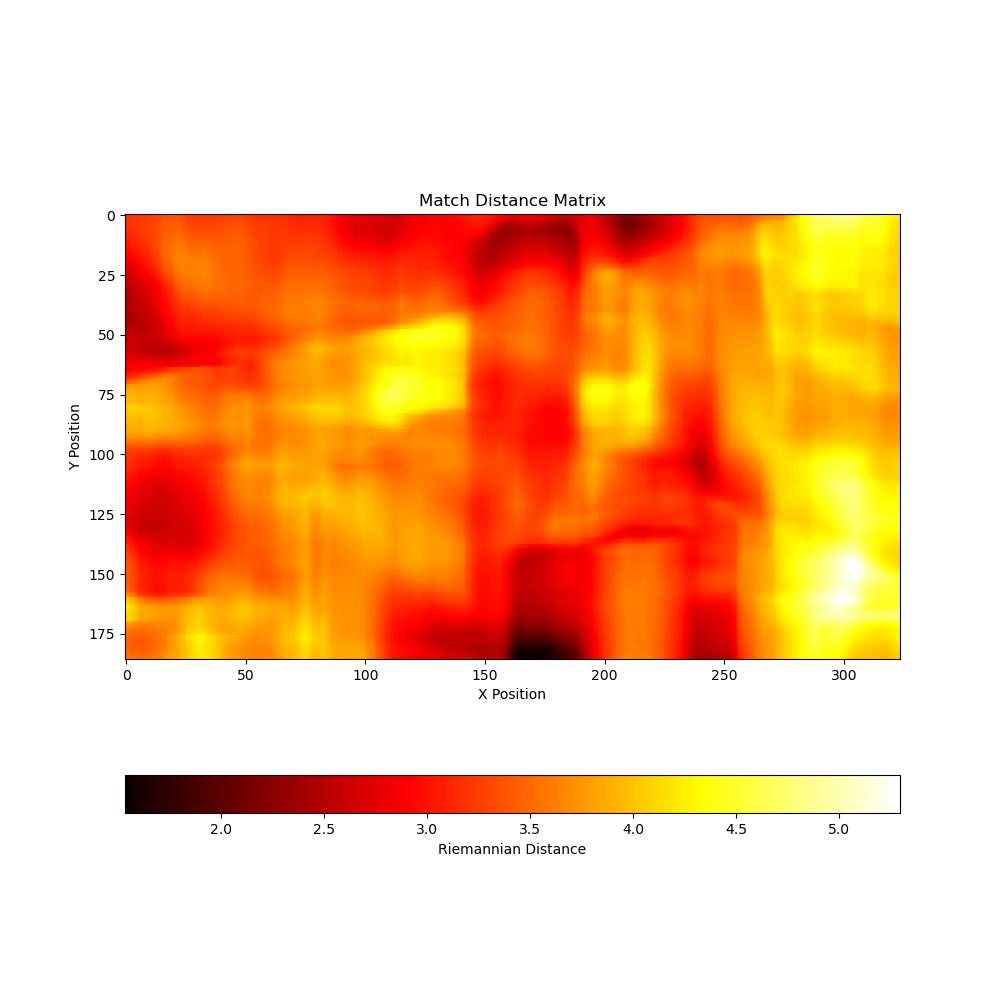 Match Distance Matrix
0
25
50
75
100
125
150
175
Y Position
0 50 100 150 200 250 300
X Position
2.0 2.5 3.0 3.5 4.0 4.5 5.0
Riemannian Distance